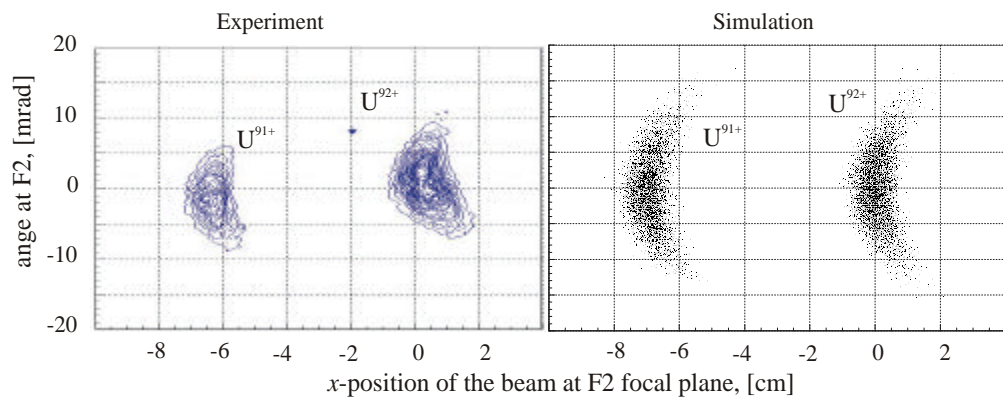 Experiment
Simulation
20
10
0
-10
-20
ange at F2, [mrad]
U92+
U91+
U92+
U91+
-8 -6 -4 -2 0 2
-8 -6 -4 -2 0 2
x-position of the beam at F2 focal plane, [cm]